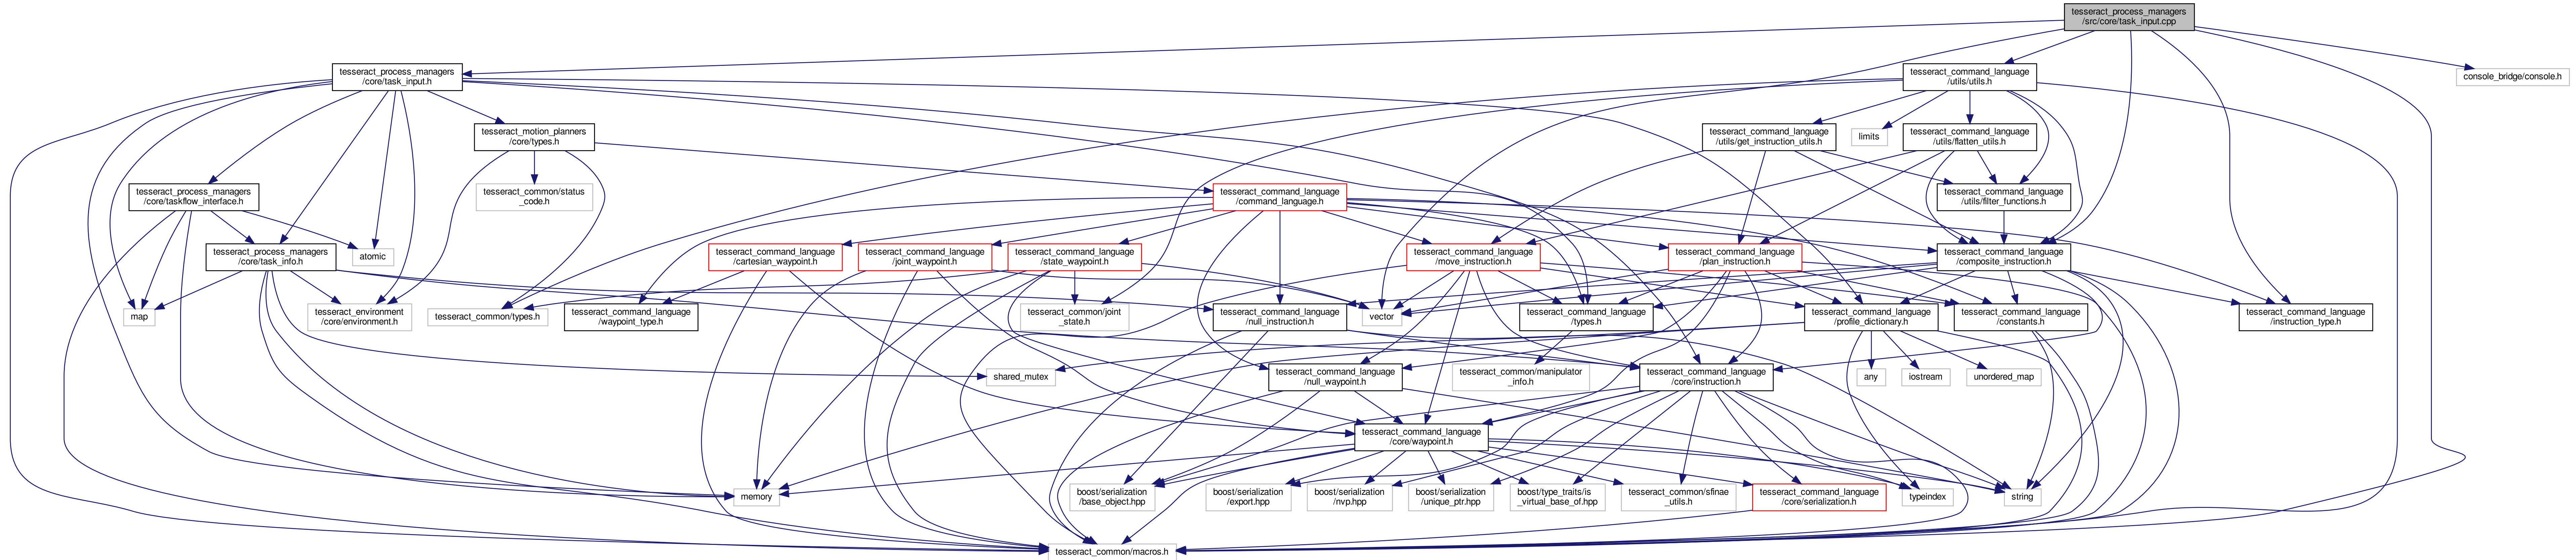 tesseract_process_managers
/src/core/task_input.cpp
tesseract_process_managers
/core/task_input.h
tesseract_command_language
/utils/utils.h
console_bridge/console.h
tesseract_motion_planners
/core/types.h
tesseract_command_language
/utils/get_instruction_utils.h
limits
tesseract_command_language
/utils/flatten_utils.h
tesseract_process_managers
/core/taskflow_interface.h
tesseract_common/status
_code.h
tesseract_command_language
/command_language.h
tesseract_command_language
/utils/filter_functions.h
tesseract_process_managers
/core/task_info.h
atomic
tesseract_command_language
/cartesian_waypoint.h
tesseract_command_language
/joint_waypoint.h
tesseract_command_language
/state_waypoint.h
tesseract_command_language
/move_instruction.h
tesseract_command_language
/plan_instruction.h
tesseract_command_language
/composite_instruction.h
map
tesseract_environment
/core/environment.h
tesseract_common/types.h
tesseract_command_language
/waypoint_type.h
tesseract_common/joint
_state.h
tesseract_command_language
/null_instruction.h
vector
tesseract_command_language
/types.h
tesseract_command_language
/profile_dictionary.h
tesseract_command_language
/constants.h
tesseract_command_language
/instruction_type.h
shared_mutex
tesseract_command_language
/null_waypoint.h
tesseract_common/manipulator
_info.h
tesseract_command_language
/core/instruction.h
any
iostream
unordered_map
tesseract_command_language
/core/waypoint.h
memory
boost/serialization
/base_object.hpp
boost/serialization
/export.hpp
boost/serialization
/nvp.hpp
boost/serialization
/unique_ptr.hpp
boost/type_traits/is
_virtual_base_of.hpp
tesseract_common/sfinae
_utils.h
tesseract_command_language
/core/serialization.h
typeindex
string
tesseract_common/macros.h